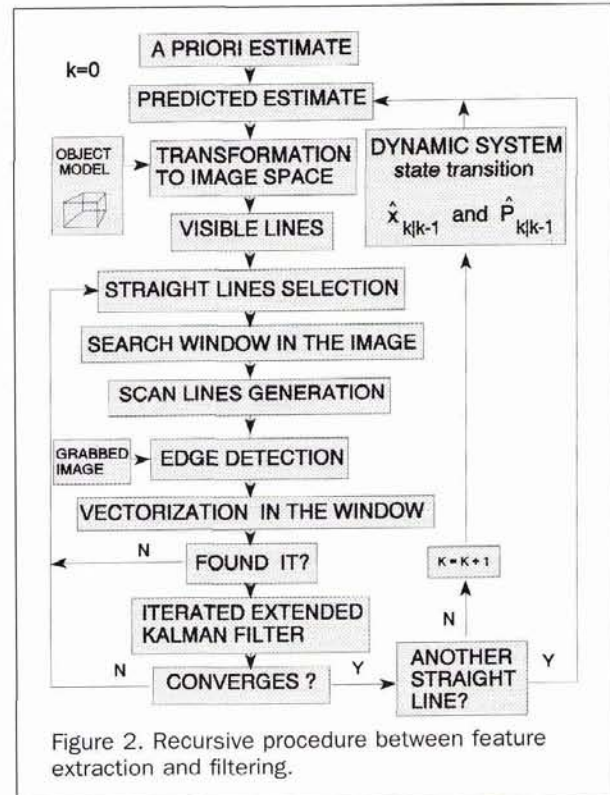 A PRIORI ESTIMATE
k=0
PREDICTED ESTIMATE
OBJECT
MODEL
TRANSFORMATION
TO IMAGE SPACE
DYNAMIC SYSTEM
state transition
x̂ k|k-1 and P̂ k|k-1
VISIBLE LINES
STRAIGHT LINES SELECTION
SEARCH WINDOW IN THE IMAGE
SCAN LINES GENERATION
GRABBED
IMAGE
EDGE DETECTION
VECTORIZATION IN THE WINDOW
N
FOUND IT?
K = K + 1
ITERATED EXTENDED
KALMAN FILTER
N
N
CONVERGES ?
Y
ANOTHER
STRAIGHT
LINE?
Y
Figure 2. Recursive procedure between feature
extraction and filtering.